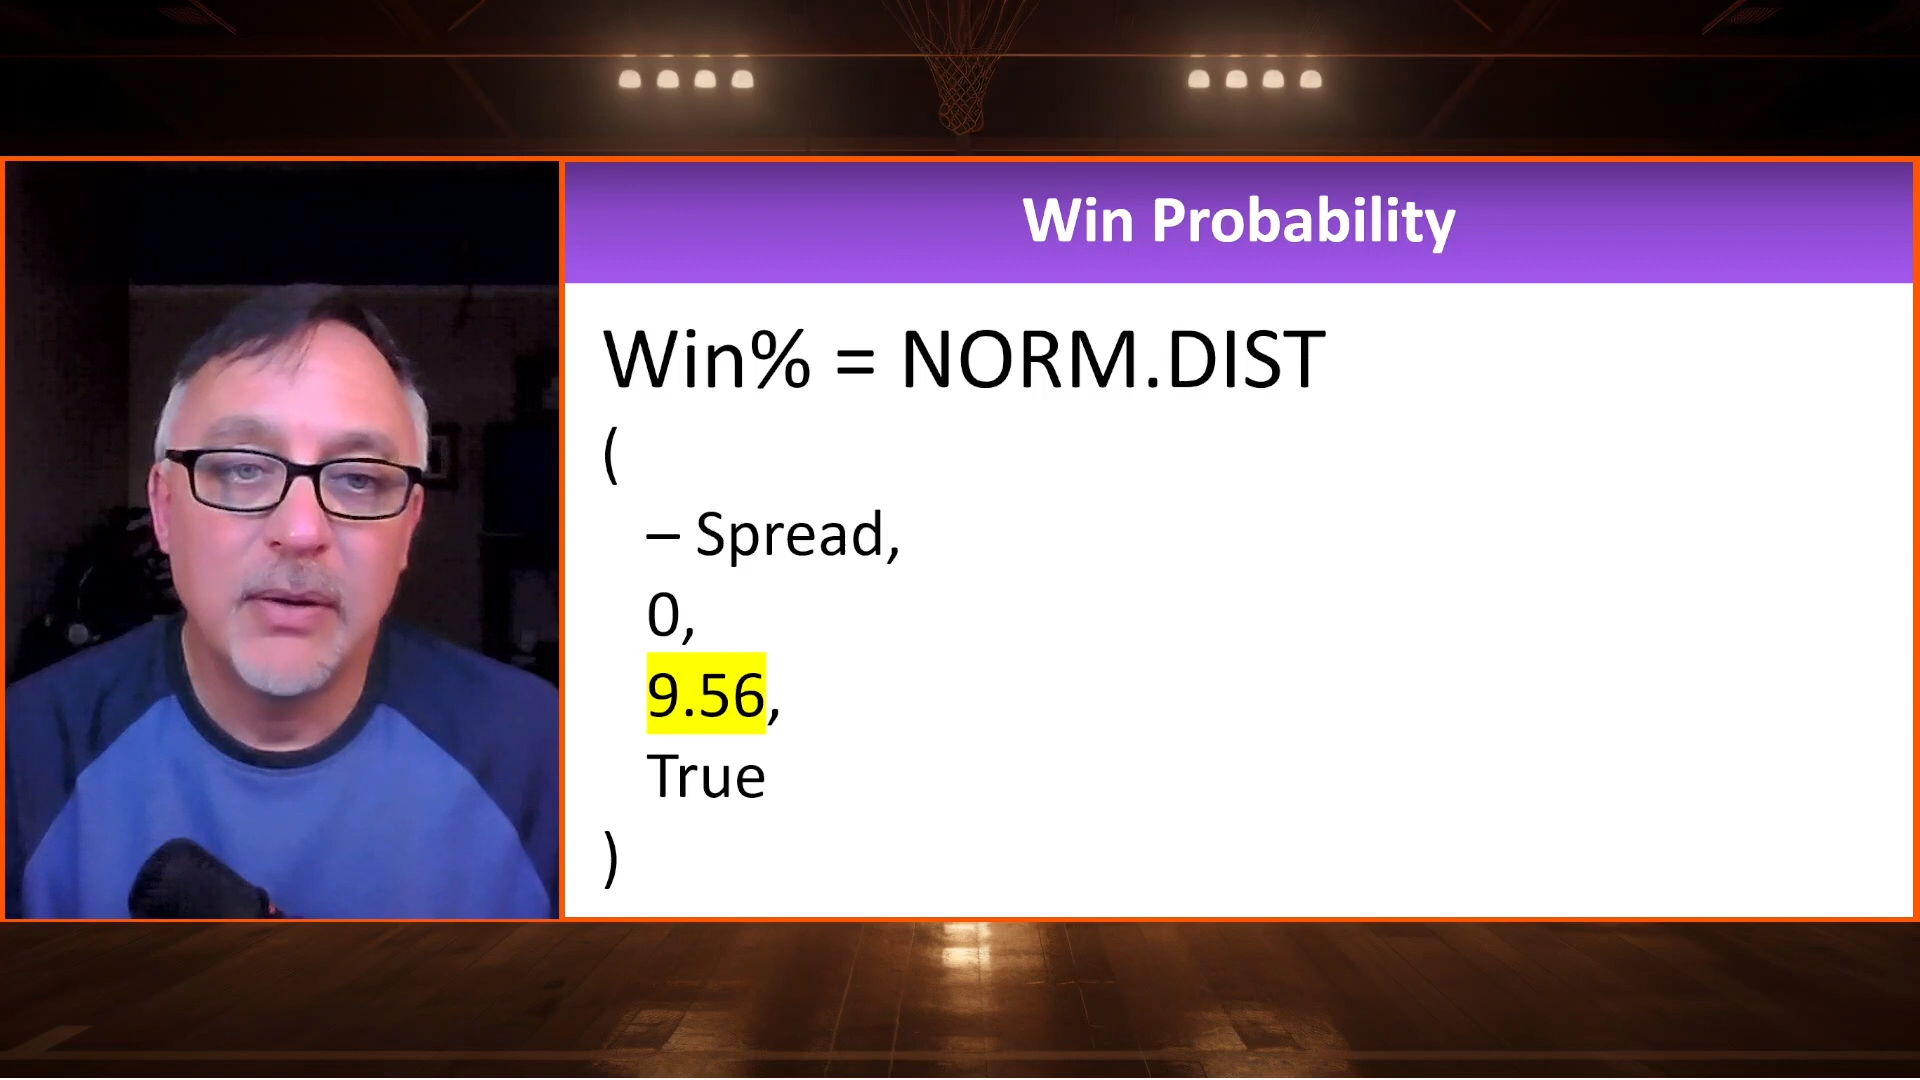 Win Probability
Win% = NORM.DIST
(
– Spread,
0,
9.56,
True
)